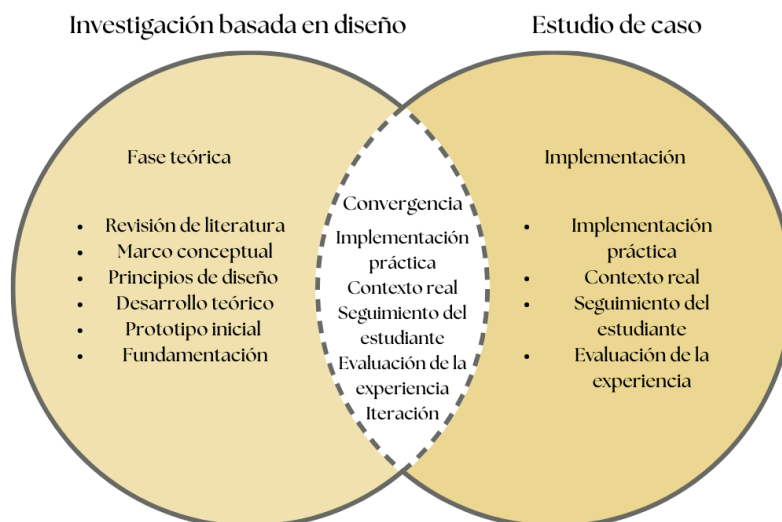 Investigación basada en diseño
Estudio de caso
Fase teórica
• Revisión de literatura
• Marco conceptual
• Principios de diseño
• Desarrollo teórico
• Prototipo inicial
• Fundamentación
Convergencia
Implementación
práctica
Contexto real
Seguimiento del
estudiante
Evaluación de la
experiencia
Iteración
Implementación
• Implementación
práctica
• Contexto real
• Seguimiento del
estudiante
• Evaluación de la
experiencia